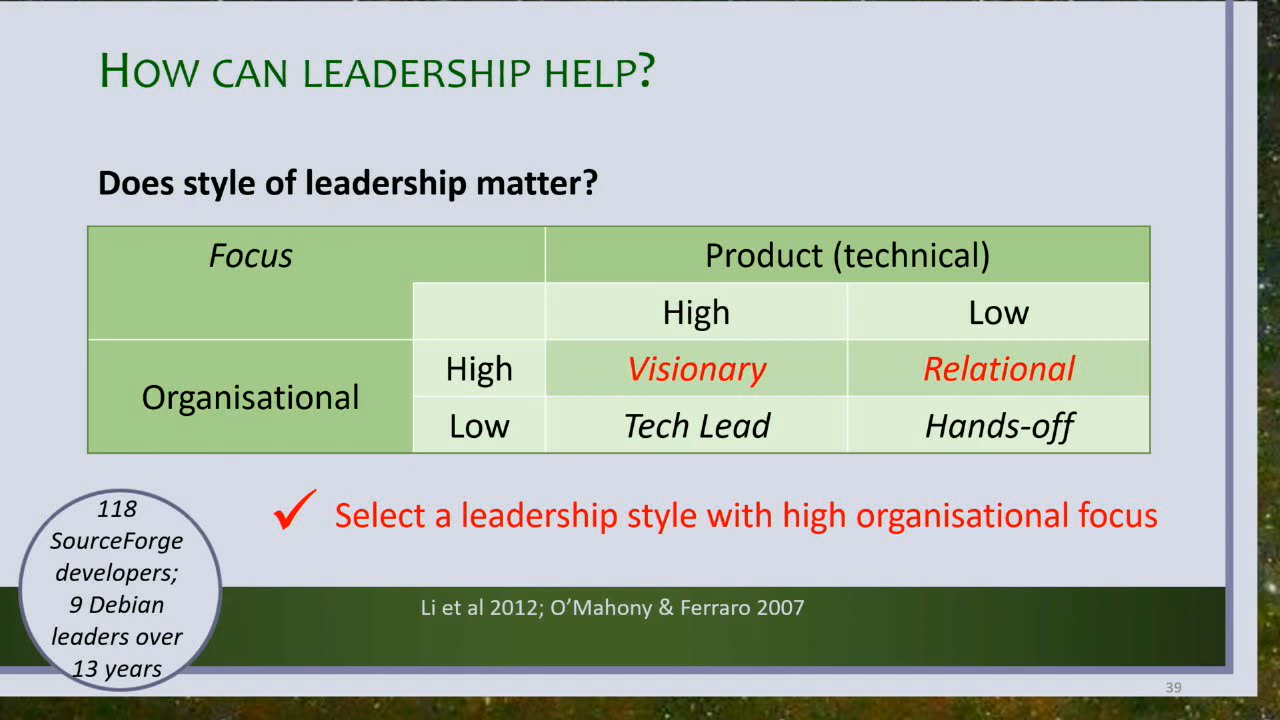 HOW CAN LEADERSHIP HELP?
Does style of leadership matter?
Focus
Product (technical)
High
Low
Organisational
High
Visionary
Relational
Low
Tech Lead
Hands-off
✓ Select a leadership style with high organisational focus
118
SourceForge
developers;
9 Debian
leaders over
13 years
Li et al 2012; O’Mahony & Ferraro 2007
39